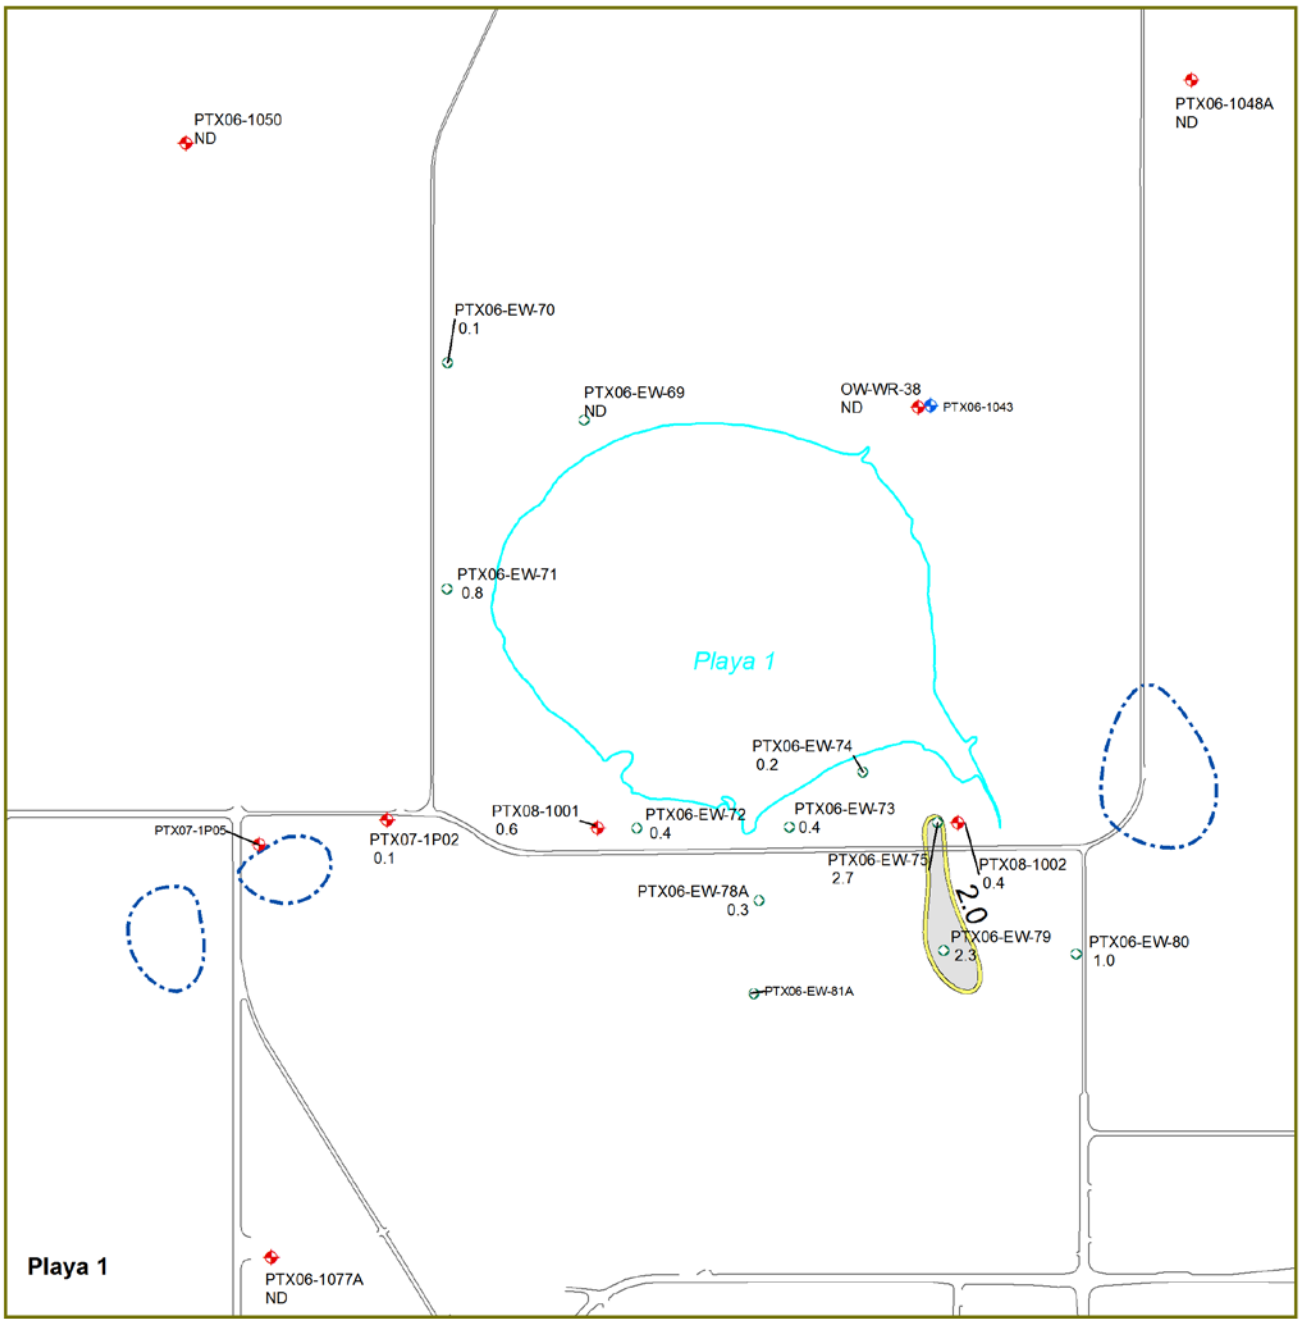 PTX06-1048A
ND
PTX06-1050
ND
PTX06-EW-70
0.1
PTX06-EW-69
ND
OW-WR-38
ND
PTX06-1043
PTX06-EW-71
0.8
Playa 1
PTX06-EW-74
0.2
PTX08-1001
0.6
PTX06-EW-72
0.4
PTX06-EW-73
0.4
PTX07-1P05
PTX07-1P02
0.1
PTX06-EW-75
2.7
PTX08-1002
0.4
2.0
PTX06-EW-78A
0.3
PTX06-EW-79
2.3
PTX06-EW-80
1.0
PTX06-EW-81A
Playa 1
PTX06-1077A
ND